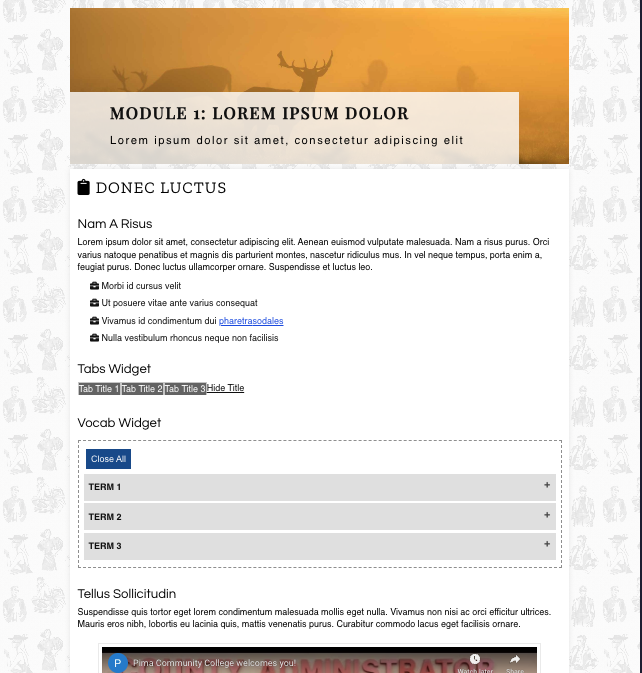 MODULE 1: LOREM IPSUM DOLOR
Lorem ipsum dolor sit amet, consectetur adipiscing elit
DONEC LUCTUS
Nam A Risus
Lorem ipsum dolor sit amet, consectetur adipiscing elit. Aenean euismod vulputate malesuada. Nam a risus purus. Orci
varius natoque penatibus et magnis dis parturient montes, nascetur ridiculus mus. In vel neque tempus, porta enim a,
feugiat purus. Donec luctus ullamcorper ornare. Suspendisse et luctus leo.
Morbi id cursus velit
Ut posuere vitae ante varius consequat
Vivamus id condimentum dui pharetrasodales
Nulla vestibulum rhoncus neque non facilisis
Tabs Widget
Tab Title 1 Tab Title 2 Tab Title 3 Hide Title
Vocab Widget
Close All
TERM 1 +
TERM 2 +
TERM 3 +
Tellus Sollicitudin
Suspendisse quis tortor eget lorem condimentum malesuada mollis eget nulla. Vivamus non nisi ac orci efficitur ultrices.
Mauris eros nibh, lobortis eu lacinia quis, mattis venenatis purus. Curabitur commodo lacus eget facilisis ornare.
P Pima Community College welcomes you!
Watch later Share
COUNTY ADMINISTRATOR